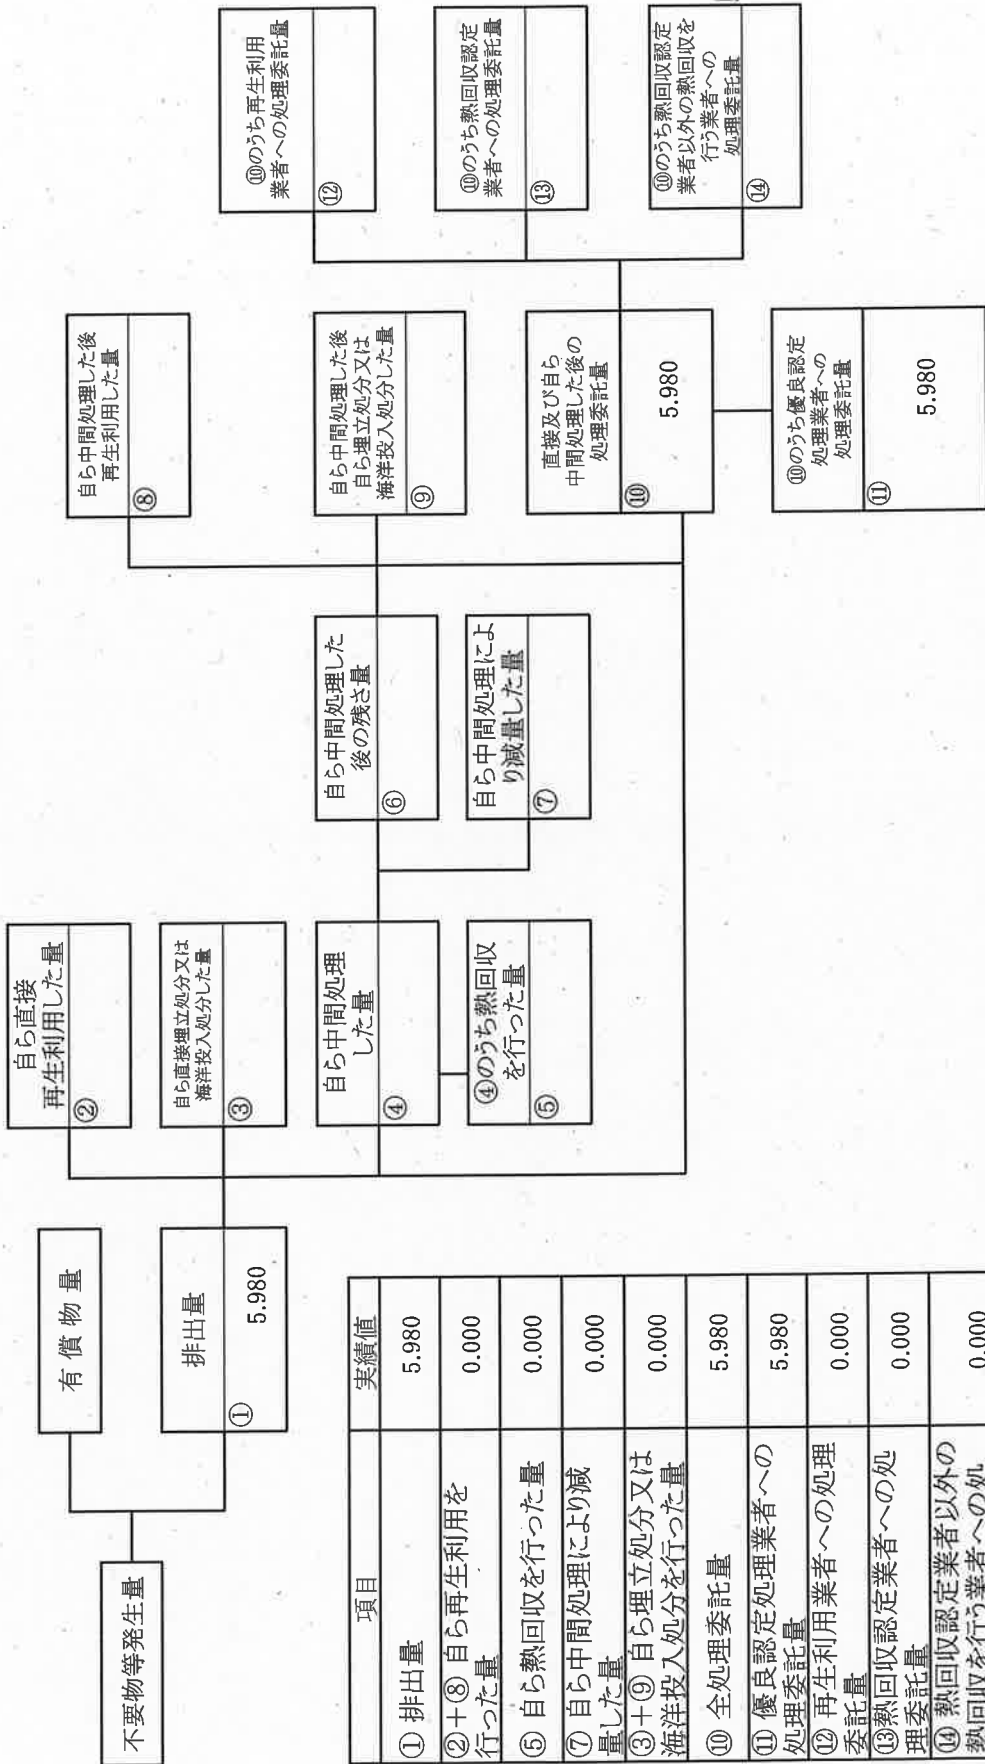 不要物等発生量
有償物量
排出量
①
5.980
自ら直接
再生利用した量
②
自ら直接埋立処分又は
海洋投入処分した量
③
自ら中間処理
した量
④
④のうち熱回収
を行った量
⑤
自ら中間処理した
後の残さ量
⑥
自ら中間処理によ
り減量した量
⑦
自ら中間処理した後
再生利用した量
⑧
自ら中間処理した後
自ら埋立処分又は
海洋投入処分した量
⑨
直接及び自ら
中間処理した後の
処理委託量
⑩
5.980
⑩のうち優良認定
処理業者への
処理委託量
⑪
5.980
⑩のうち再生利用
業者への処理委託量
⑫
⑩のうち熱回収認定
業者への処理委託量
⑬
⑩のうち熱回収認定
業者以外の熱回収を
行う業者への
処理委託量
⑭
項目 実績値
① 排出量 5.980
②+⑧ 自ら再生利用を
行った量 0.000
⑤ 自ら熱回収を行った量 0.000
⑦ 自ら中間処理により減
量した量 0.000
③+⑨ 自ら埋立処分又は
海洋投入処分を行った量 0.000
⑩ 全処理委託量 5.980
⑪ 優良認定処理業者への
処理委託量 5.980
⑫ 再生利用業者への処理
委託量 0.000
⑬熱回収認定業者への処
理委託量 0.000
⑭ 熱回収認定業者以外の
熱回収を行う業者への処 0.000